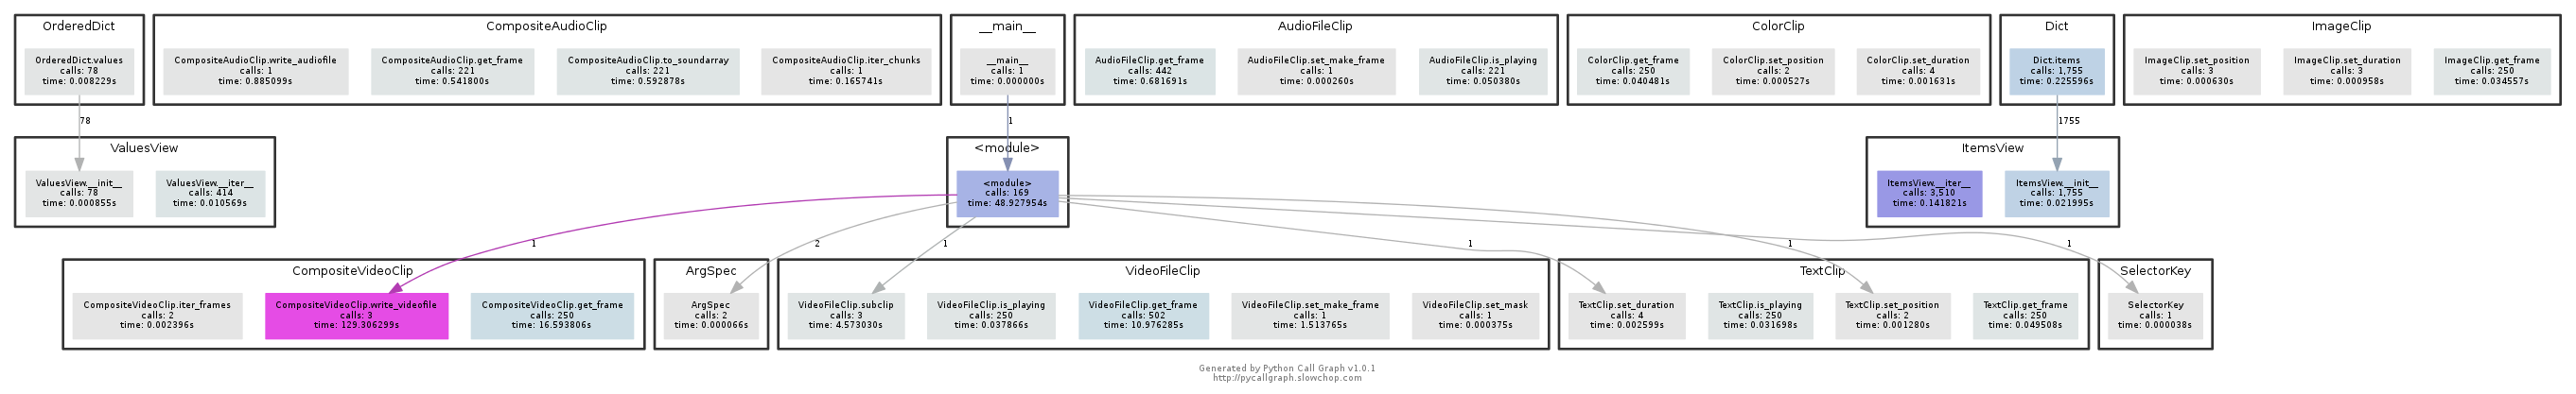 OrderedDict
OrderedDict.values
calls: 78
time: 0.008229s
CompositeAudioClip
CompositeAudioClip.write_audiofile
calls: 1
time: 0.885099s
CompositeAudioClip.get_frame
calls: 221
time: 0.541800s
CompositeAudioClip.to_soundarray
calls: 221
time: 0.592878s
CompositeAudioClip.iter_chunks
calls: 1
time: 0.165741s
__main__
__main__
calls: 1
time: 0.000000s
AudioFileClip
AudioFileClip.get_frame
calls: 442
time: 0.681691s
AudioFileClip.set_make_frame
calls: 1
time: 0.000260s
AudioFileClip.is_playing
calls: 221
time: 0.050380s
ColorClip
ColorClip.get_frame
calls: 250
time: 0.040481s
ColorClip.set_position
calls: 2
time: 0.000527s
ColorClip.set_duration
calls: 4
time: 0.001631s
Dict
Dict.items
calls: 1,755
time: 0.225596s
ImageClip
ImageClip.set_position
calls: 3
time: 0.000630s
ImageClip.set_duration
calls: 3
time: 0.000958s
ImageClip.get_frame
calls: 250
time: 0.034557s
78
1
1755
ValuesView
ValuesView.__init__
calls: 78
time: 0.000855s
ValuesView.__iter__
calls: 414
time: 0.010569s
<module>
<module>
calls: 169
time: 48.927954s
ItemsView
ItemsView.__iter__
calls: 3,510
time: 0.141821s
ItemsView.__init__
calls: 1,755
time: 0.021995s
1
2
1
1
1
1
CompositeVideoClip
CompositeVideoClip.iter_frames
calls: 2
time: 0.002396s
CompositeVideoClip.write_videofile
calls: 3
time: 129.306299s
CompositeVideoClip.get_frame
calls: 250
time: 16.593806s
ArgSpec
ArgSpec
calls: 2
time: 0.000066s
VideoFileClip
VideoFileClip.subclip
calls: 3
time: 4.573030s
VideoFileClip.is_playing
calls: 250
time: 0.037866s
VideoFileClip.get_frame
calls: 502
time: 10.976285s
VideoFileClip.set_make_frame
calls: 1
time: 1.513765s
VideoFileClip.set_mask
calls: 1
time: 0.000375s
TextClip
TextClip.set_duration
calls: 4
time: 0.002599s
TextClip.is_playing
calls: 250
time: 0.031698s
TextClip.set_position
calls: 2
time: 0.001280s
TextClip.get_frame
calls: 250
time: 0.049508s
SelectorKey
SelectorKey
calls: 1
time: 0.000038s
Generated by Python Call Graph v1.0.1
http://pycallgraph.slowchop.com